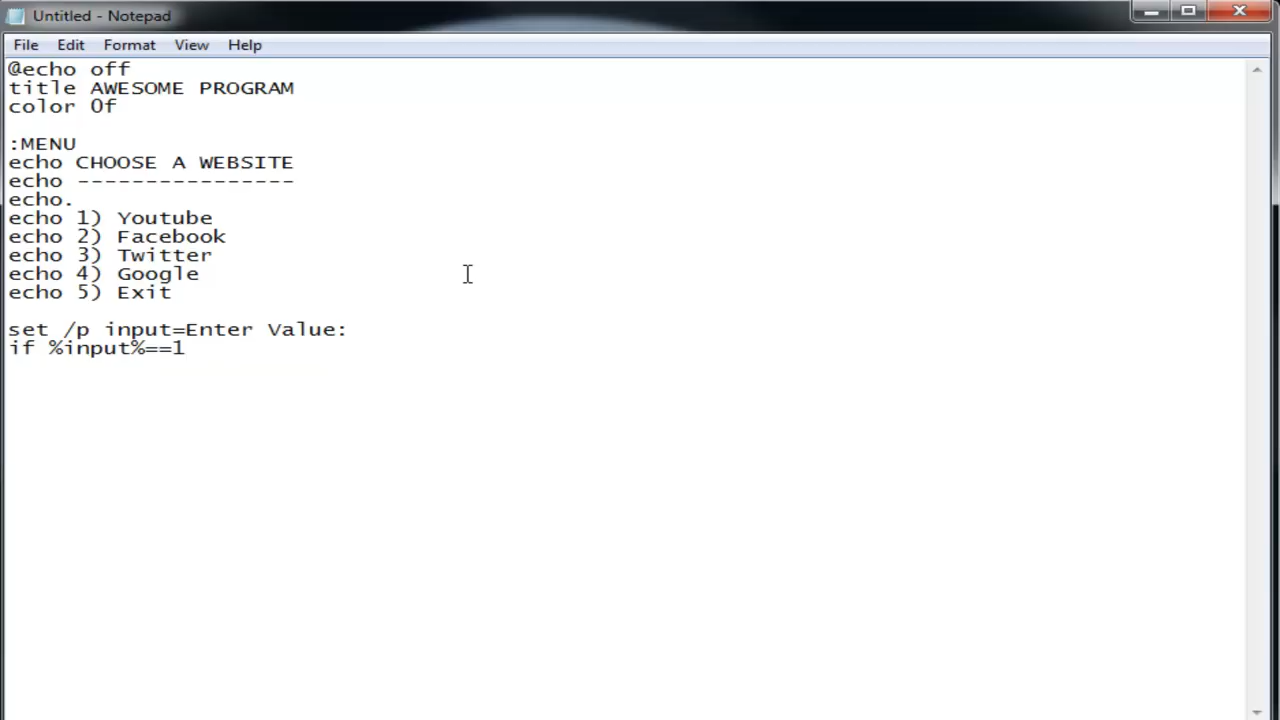 Untitled - Notepad
File Edit Format View Help
@echo off
title AWESOME PROGRAM
color 0f
:MENU
echo CHOOSE A WEBSITE
echo ----------------
echo.
echo 1) Youtube
echo 2) Facebook
echo 3) Twitter
echo 4) Google
echo 5) Exit
set /p input=Enter Value:
if %input%==1